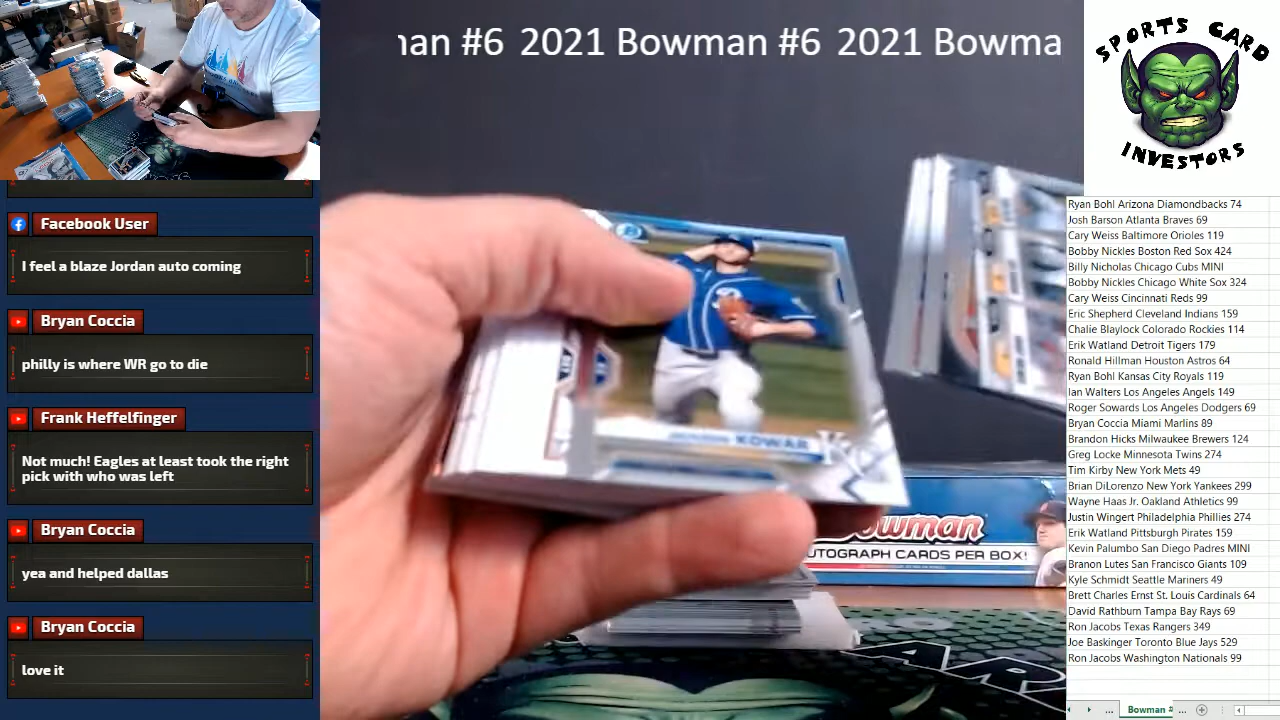 nan #6 2021 Bowman #6 2021 Bowma
SPORTS CARD
INVESTORS
Facebook User
I feel a blaze Jordan auto coming
Bryan Coccia
philly is where WR go to die
Frank Heffelfinger
Not much! Eagles at least took the right
pick with who was left
Bryan Coccia
yea and helped dallas
Bryan Coccia
love it
KOWAR
Bowman
AUTOGRAPH CARDS PER BOX!
Ryan Bohl Arizona Diamondbacks 74
Josh Barson Atlanta Braves 69
Cary Weiss Baltimore Orioles 119
Bobby Nickles Boston Red Sox 424
Billy Nicholas Chicago Cubs MINI
Bobby Nickles Chicago White Sox 324
Cary Weiss Cincinnati Reds 99
Eric Shepherd Cleveland Indians 159
Chalie Blaylock Colorado Rockies 114
Erik Watland Detroit Tigers 179
Ronald Hillman Houston Astros 64
Ryan Bohl Kansas City Royals 119
Ian Walters Los Angeles Angels 149
Roger Sowards Los Angeles Dodgers 69
Bryan Coccia Miami Marlins 89
Brandon Hicks Milwaukee Brewers 124
Greg Locke Minnesota Twins 274
Tim Kirby New York Mets 49
Brian DiLorenzo New York Yankees 299
Wayne Haas Jr. Oakland Athletics 99
Justin Wingert Philadelphia Phillies 274
Erik Watland Pittsburgh Pirates 159
Kevin Palumbo San Diego Padres MINI
Branon Lutes San Francisco Giants 109
Kyle Schmidt Seattle Mariners 49
Brett Charles Ernst St. Louis Cardinals 64
David Rathburn Tampa Bay Rays 69
Ron Jacobs Texas Rangers 349
Joe Baskinger Toronto Blue Jays 529
Ron Jacobs Washington Nationals 99
... Bowman # ...